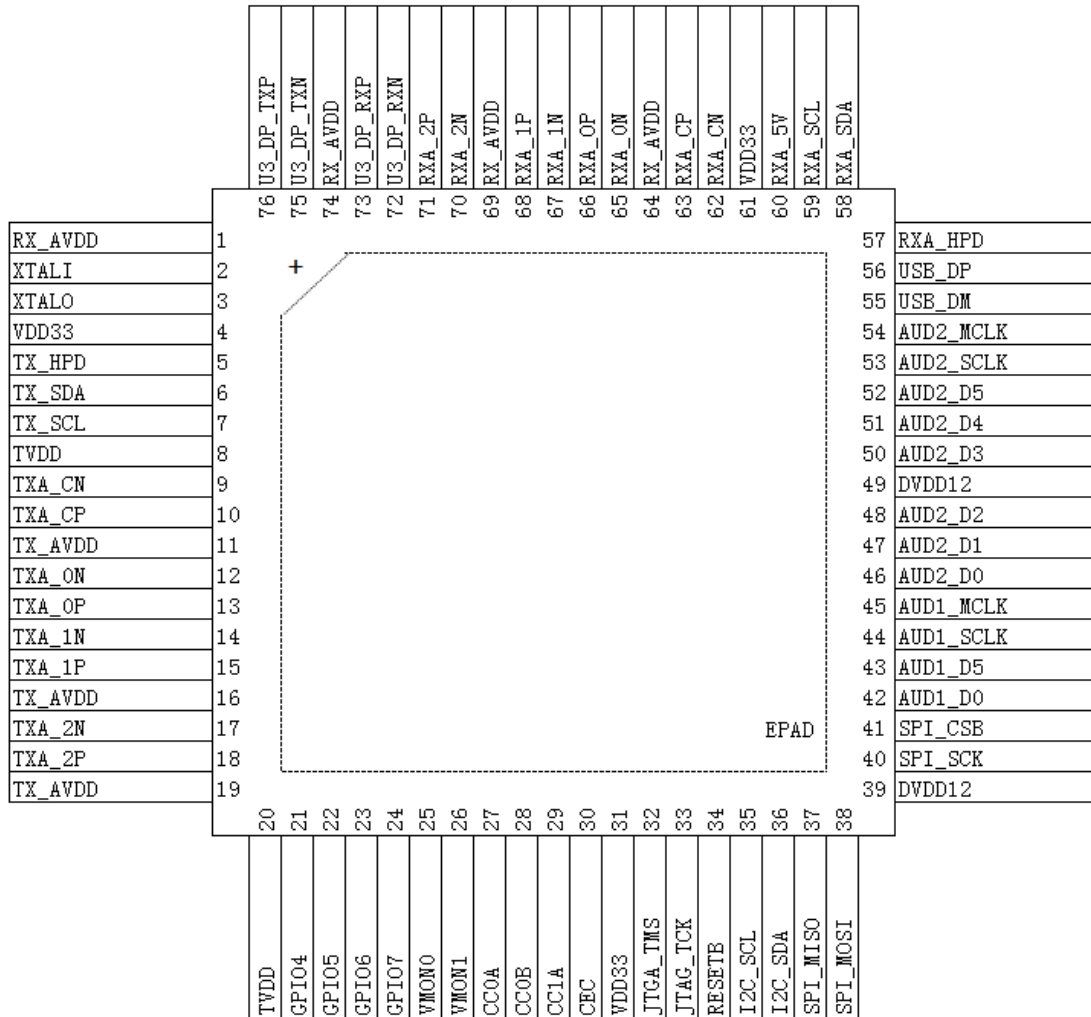 76 U3_DP_TXP
75 U3_DP_TXN
74 RX_AVDD
73 U3_DP_RXP
72 U3_DP_RXN
71 RXA_2P
70 RXA_2N
69 RX_AVDD
68 RXA_1P
67 RXA_1N
66 RXA_0P
65 RXA_0N
64 RX_AVDD
63 RXA_CP
62 RXA_CN
61 VDD33
60 RXA_5V
59 RXA_SCL
58 RXA_SDA
RX_AVDD 1
XTALI 2
XTALO 3
VDD33 4
TX_HPD 5
TX_SDA 6
TX_SCL 7
TVDD 8
TXA_CN 9
TXA_CP 10
TX_AVDD 11
TXA_0N 12
TXA_0P 13
TXA_1N 14
TXA_1P 15
TX_AVDD 16
TXA_2N 17
TXA_2P 18
TX_AVDD 19
+
EPAD
57 RXA_HPD
56 USB_DP
55 USB_DM
54 AUD2_MCLK
53 AUD2_SCLK
52 AUD2_D5
51 AUD2_D4
50 AUD2_D3
49 DVDD12
48 AUD2_D2
47 AUD2_D1
46 AUD2_D0
45 AUD1_MCLK
44 AUD1_SCLK
43 AUD1_D5
42 AUD1_D0
41 SPI_CSB
40 SPI_SCK
39 DVDD12
TVDD 20
GPIO4 21
GPIO5 22
GPIO6 23
GPIO7 24
VMON0 25
VMON1 26
CC0A 27
CC0B 28
CC1A 29
CEC 30
VDD33 31
JTGA_TMS 32
JTAG_TCK 33
RESETB 34
I2C_SCL 35
I2C_SDA 36
SPI_MISO 37
SPI_MOSI 38